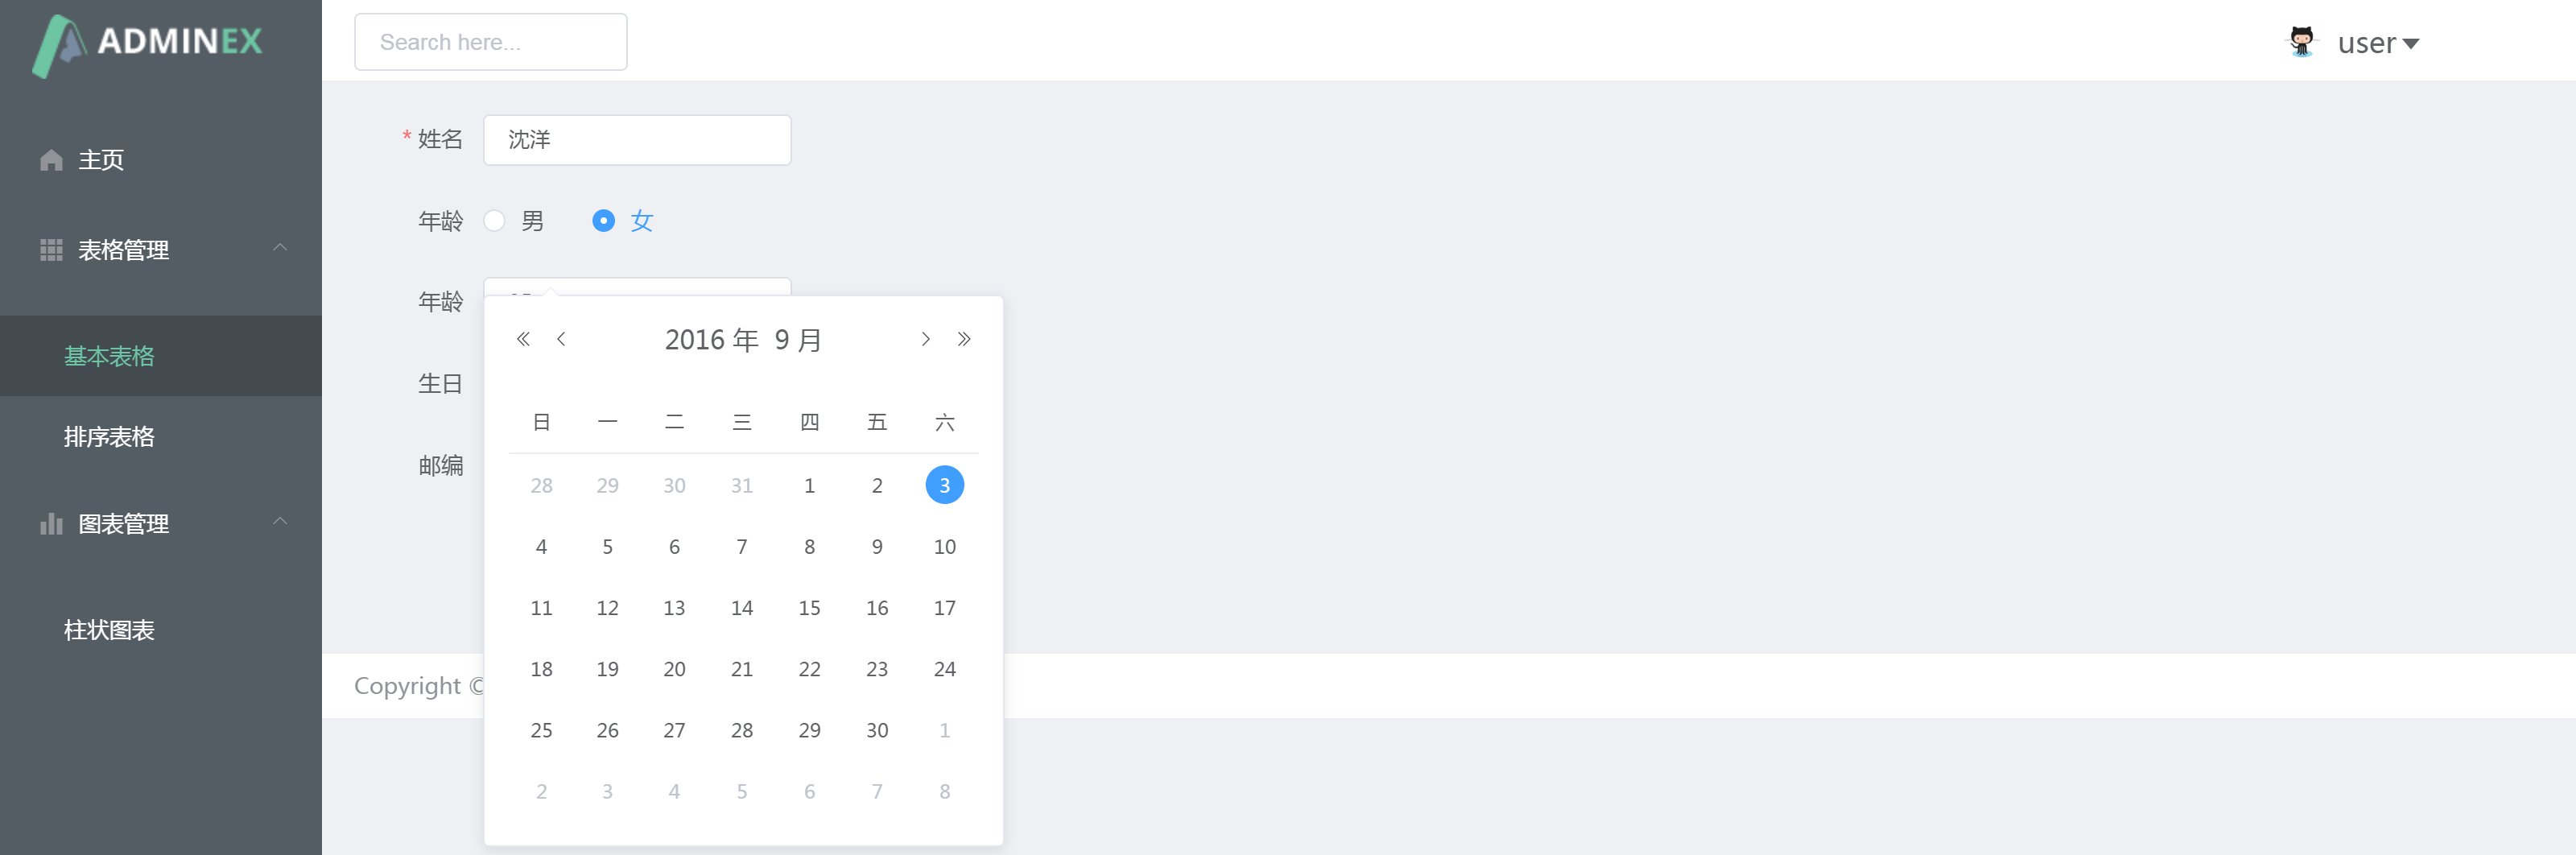 ADMINEX
主页
表格管理
基本表格
排序表格
图表管理
柱状图表
Search here...
user
* 姓名 沈洋
年龄 男 女
年龄
生日
邮编
2016 年 9 月
日 一 二 三 四 五 六
28 29 30 31 1 2 3
4 5 6 7 8 9 10
11 12 13 14 15 16 17
18 19 20 21 22 23 24
25 26 27 28 29 30 1
2 3 4 5 6 7 8
Copyright ©